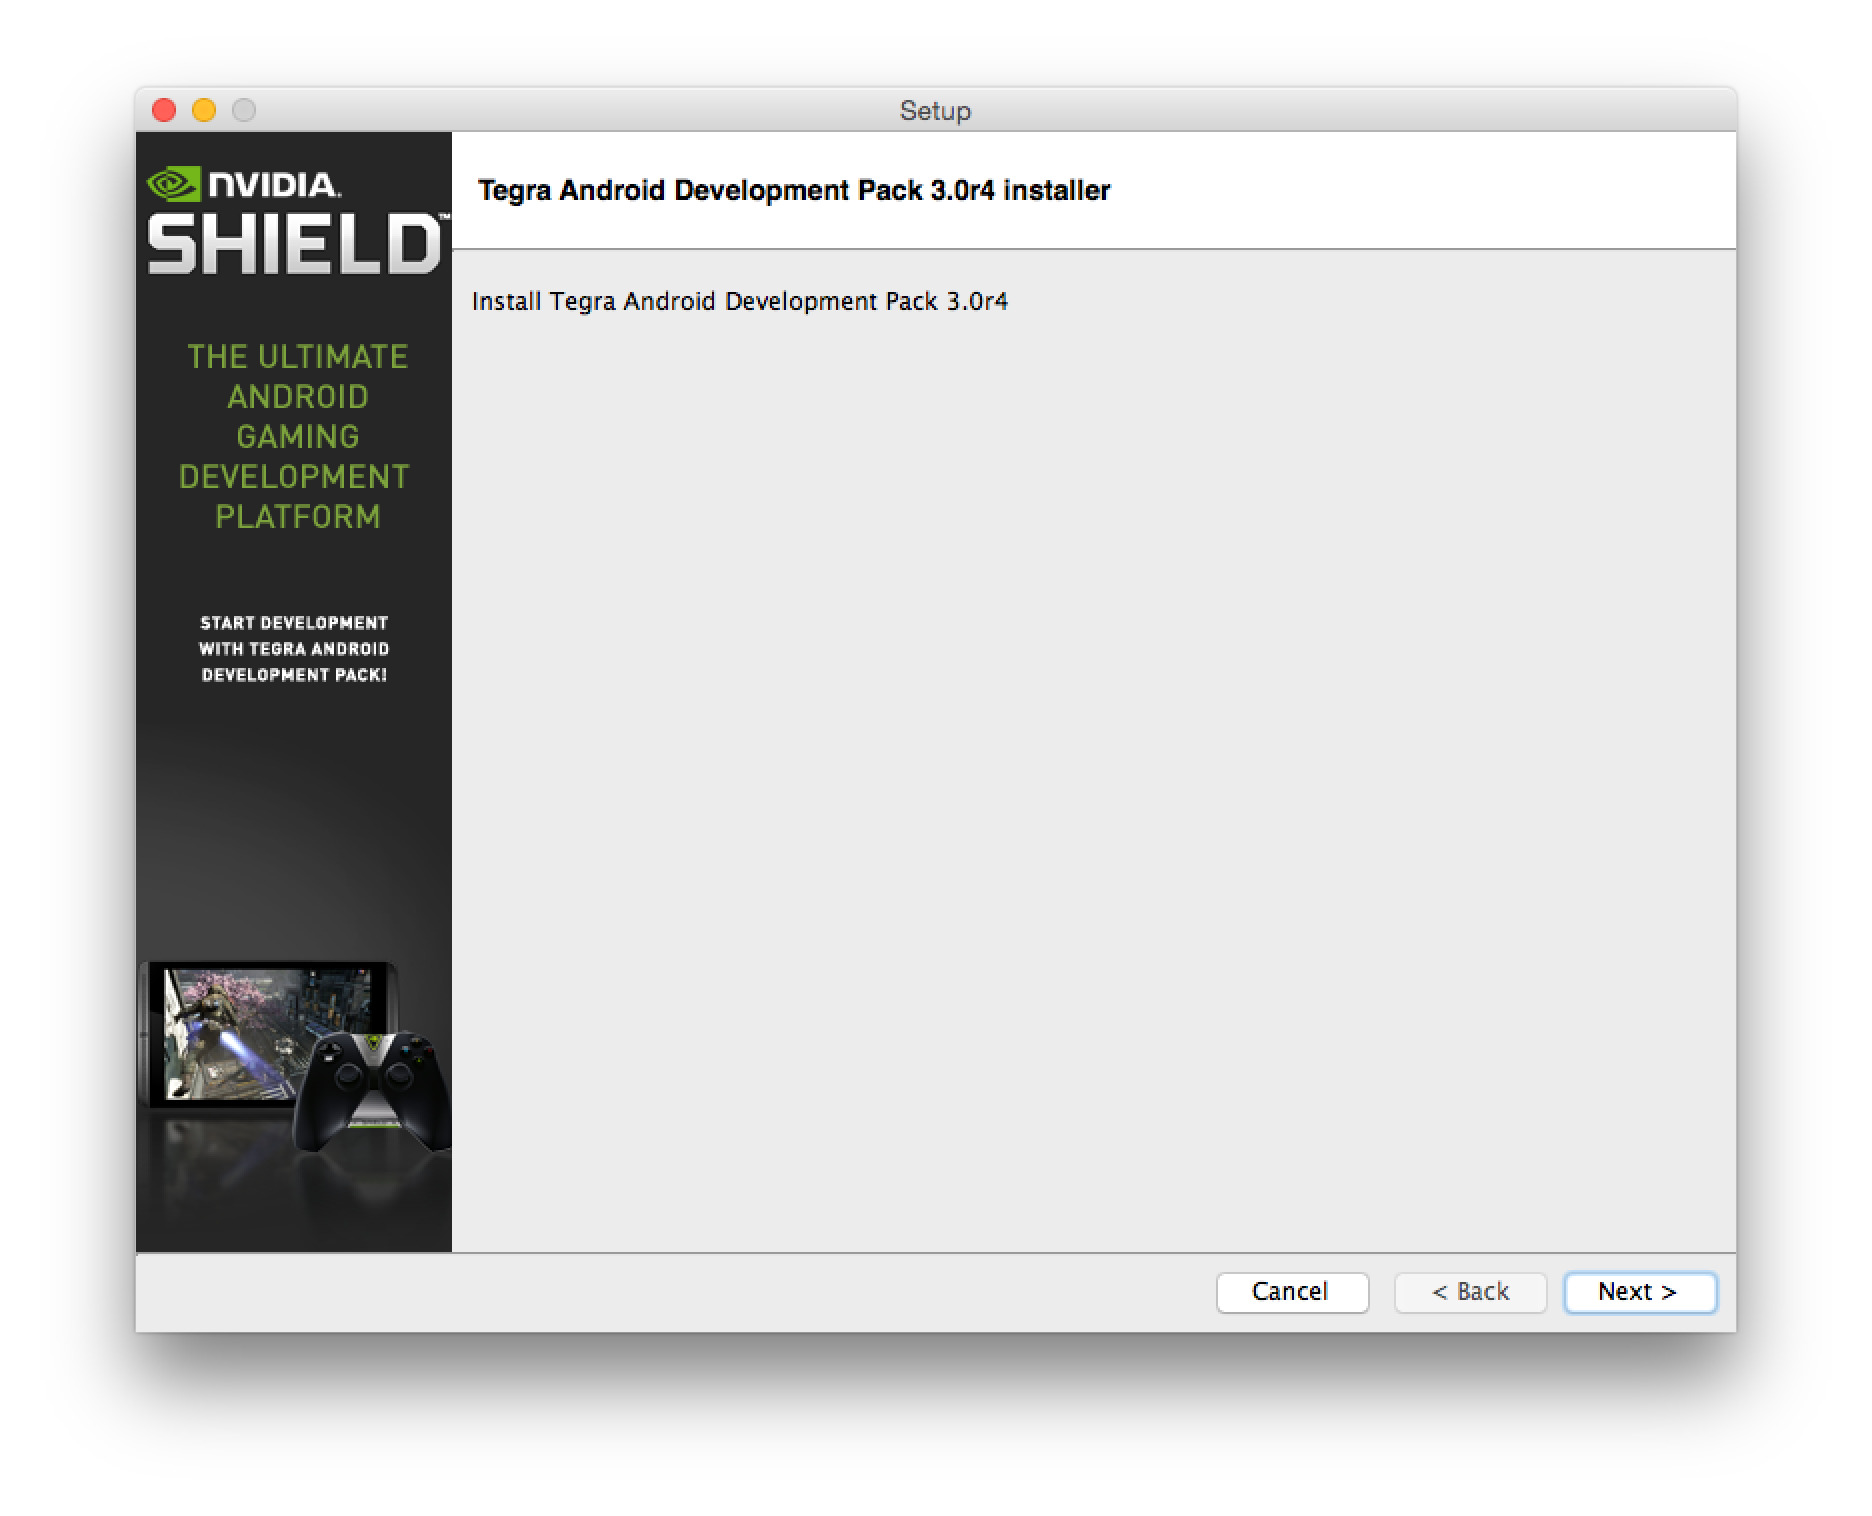 Setup
NVIDIA.
SHIELD™
THE ULTIMATE
ANDROID
GAMING
DEVELOPMENT
PLATFORM
START DEVELOPMENT
WITH TEGRA ANDROID
DEVELOPMENT PACK!
Tegra Android Development Pack 3.0r4 installer
Install Tegra Android Development Pack 3.0r4
Cancel
< Back
Next >